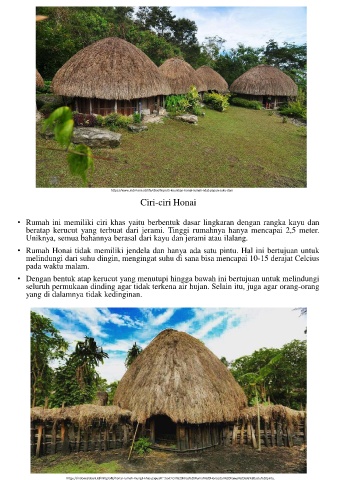 Ciri-ciri Honai
• Rumah ini memiliki ciri khas yaitu berbentuk dasar lingkaran dengan rangka kayu dan
beratap kerucut yang terbuat dari jerami. Tinggi rumahnya hanya mencapai 2,5 meter.
Uniknya, semua bahannya berasal dari kayu dan jerami atau ilalang.
• Rumah Honai tidak memiliki jendela dan hanya ada satu pintu. Hal ini bertujuan untuk
melindungi dari suhu dingin, mengingat suhu di sana bisa mencapai 10-15 derajat Celcius
pada waktu malam.
• Dengan bentuk atap kerucut yang menutupi hingga bawah ini bertujuan untuk melindungi
seluruh permukaan dinding agar tidak terkena air hujan. Selain itu, juga agar orang-orang
yang di dalamnya tidak kedinginan.